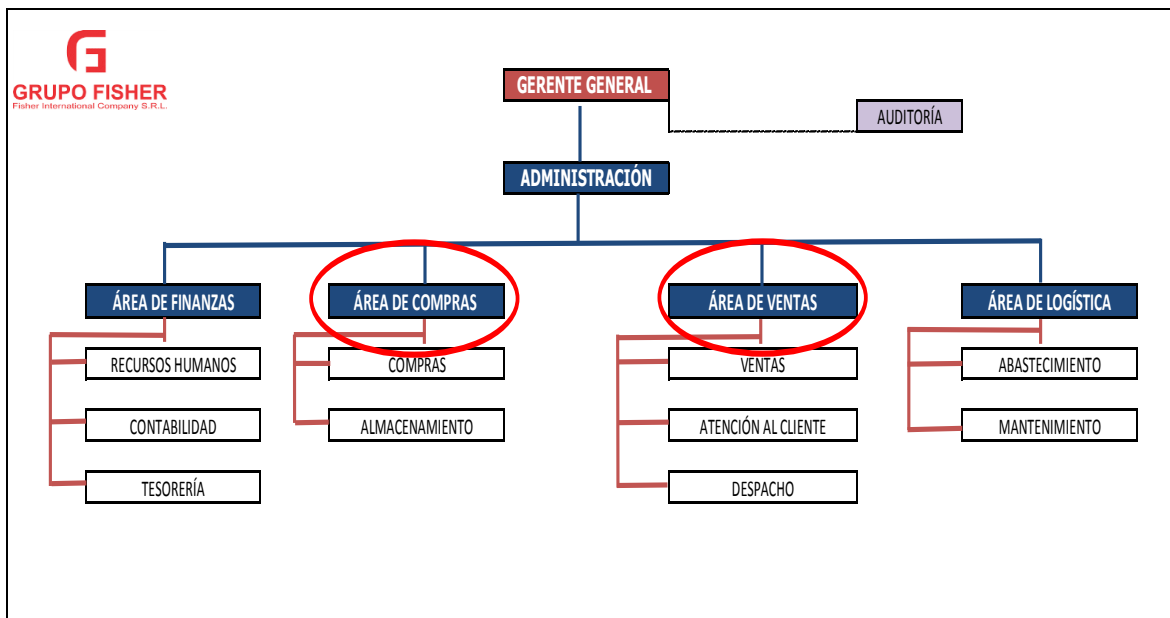 GRUPO FISHER
Fisher International Company S.R.L.
GERENTE GENERAL
AUDITORÍA
ADMINISTRACIÓN
ÁREA DE FINANZAS
ÁREA DE COMPRAS
ÁREA DE VENTAS
ÁREA DE LOGÍSTICA
RECURSOS HUMANOS
COMPRAS
VENTAS
ABASTECIMIENTO
CONTABILIDAD
ALMACENAMIENTO
ATENCIÓN AL CLIENTE
MANTENIMIENTO
TESORERÍA
DESPACHO